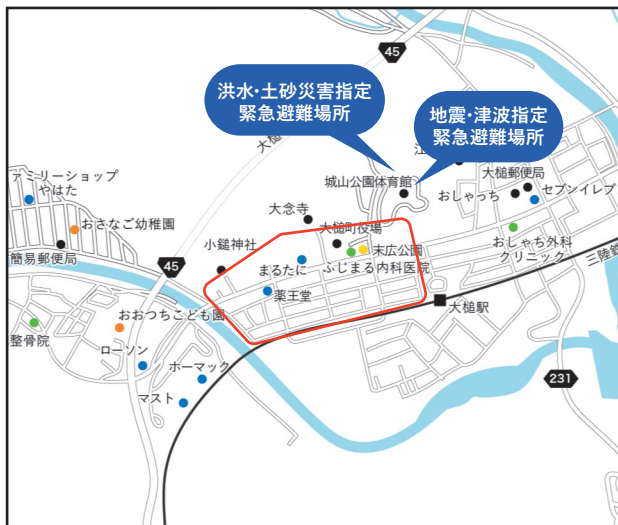 45
洪水・土砂災害指定
緊急避難場所
地震・津波指定
緊急避難場所
大槌
江
大槌郵便局
城山公園体育館
おしゃっち
セブンイレブ
ァミリーショップ
やはた
おさなご幼稚園
大念寺
大槌町役場
末広公園
おしゃち外科
クリニック
簡易郵便局
小鎚神社
まるたに
ふじまる内科医院
三陸鉄
45
薬王堂
大槌駅
おおつちこども園
整骨院
ローソン
ホーマック
マスト
231